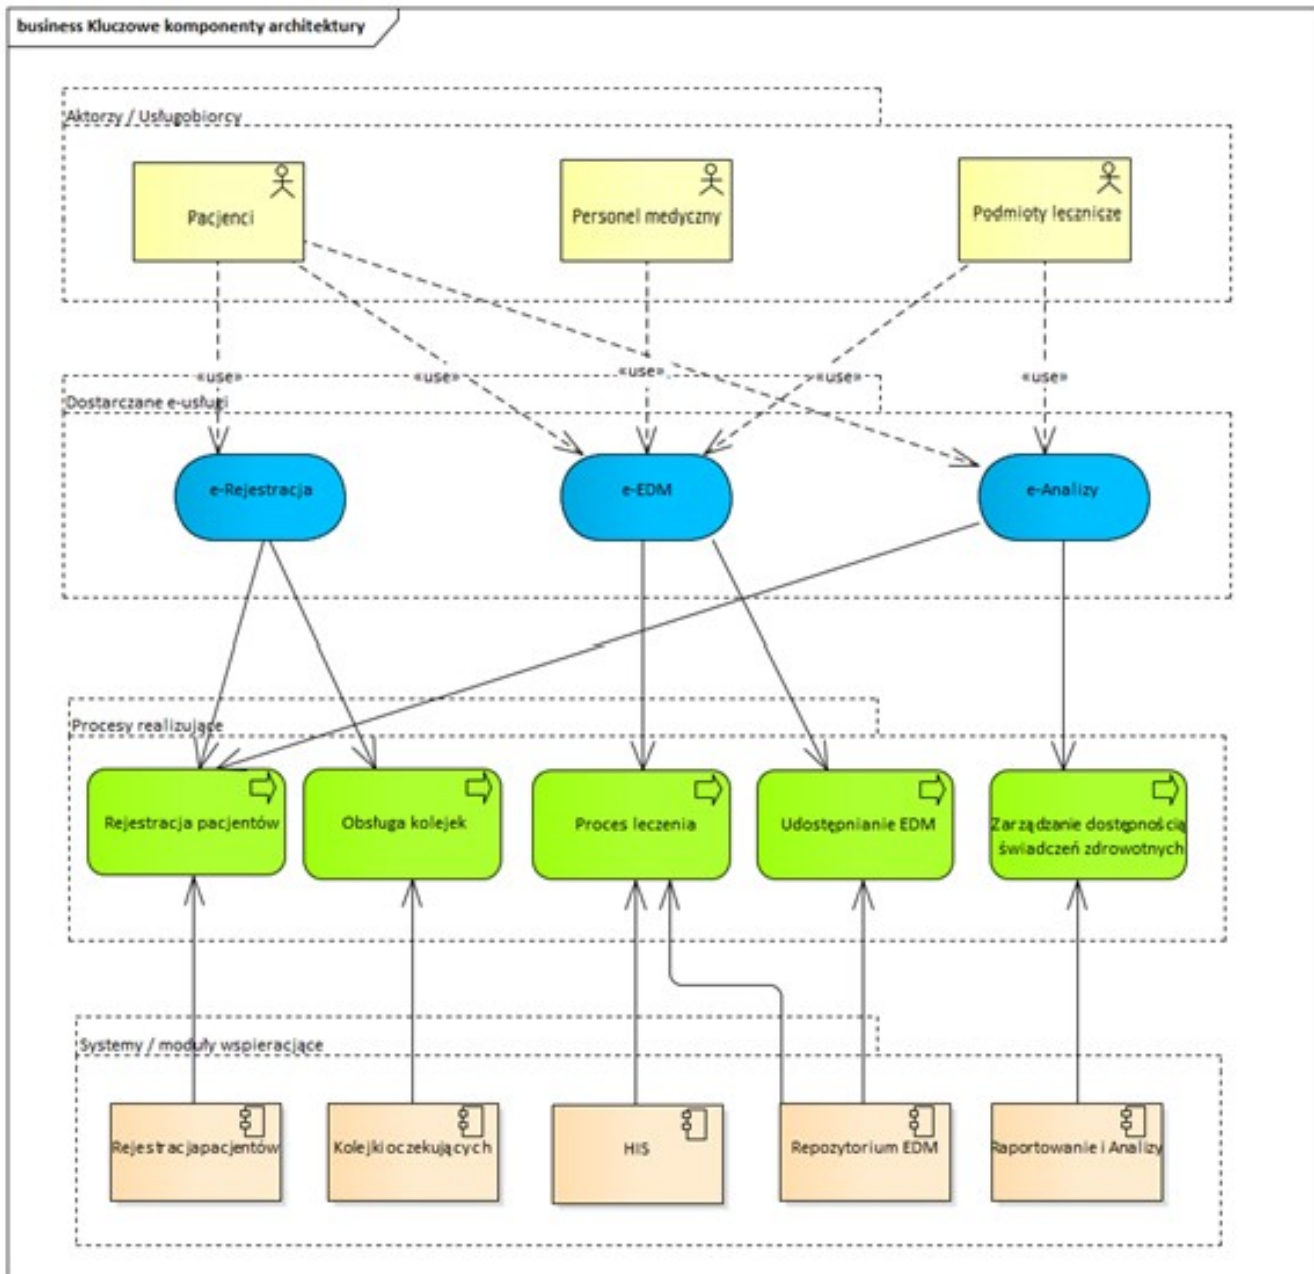 business Kluczowe komponenty architektury
Aktorzy / Usługobiorcy
Pacjenci
Personel medyczny
Podmioty lecznicze
«use»
«use»
«use»
«use»
«use»
Dostarczane e-usługi
e-Rejestracja
e-EDM
e-Analizy
Procesy realizujące
Rejestracja pacjentów
Obsługa kolejek
Proces leczenia
Udostępnianie EDM
Zarządzanie dostępnością
świadczeń zdrowotnych
Systemy / moduły wspieracjące
Rejestracjapacjentów
Kolejki oczekujących
HIS
Repozytorium EDM
Raportowanie i Analizy